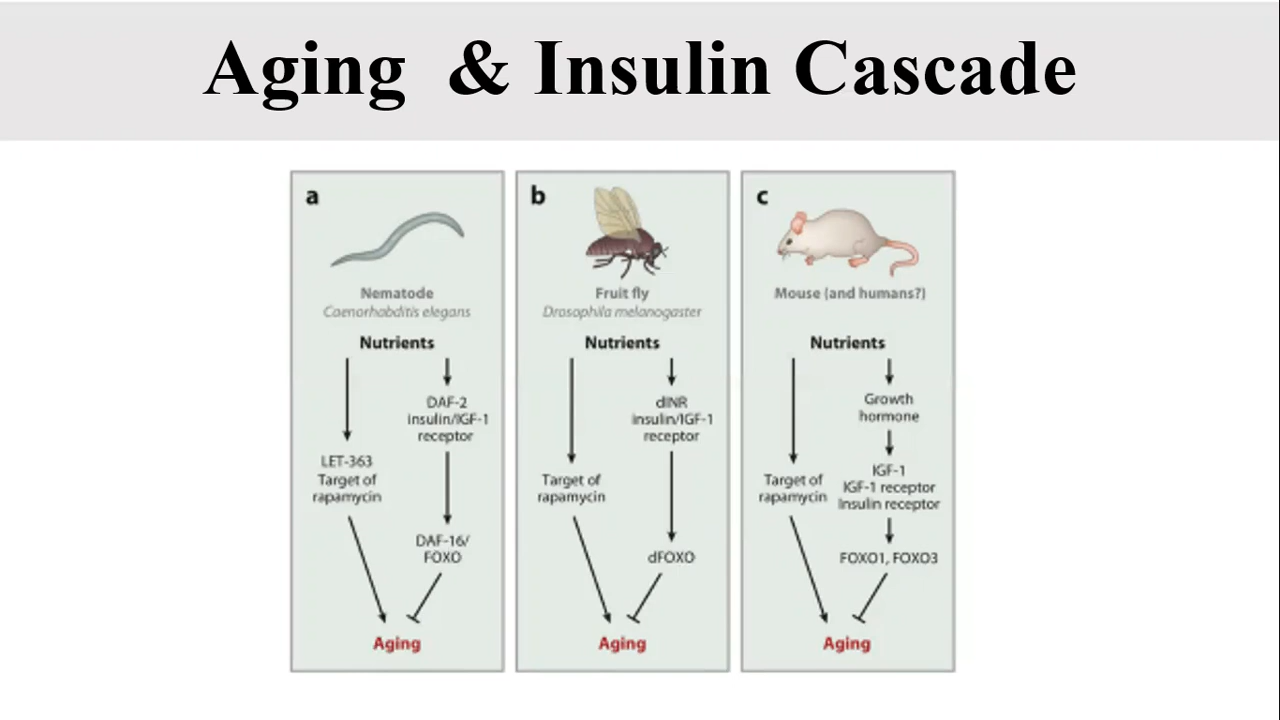 Aging & Insulin Cascade
a
Nematode
Caenorhabditis elegans
Nutrients
DAF-2
insulin/IGF-1
receptor
LET-363
Target of
rapamycin
DAF-16/
FOXO
Aging
b
Fruit fly
Drosophila melanogaster
Nutrients
dINR
insulin/IGF-1
receptor
Target of
rapamycin
dFOXO
Aging
c
Mouse (and humans?)
Nutrients
Growth
hormone
Target of
rapamycin
IGF-1
IGF-1 receptor
Insulin receptor
FOXO1, FOXO3
Aging